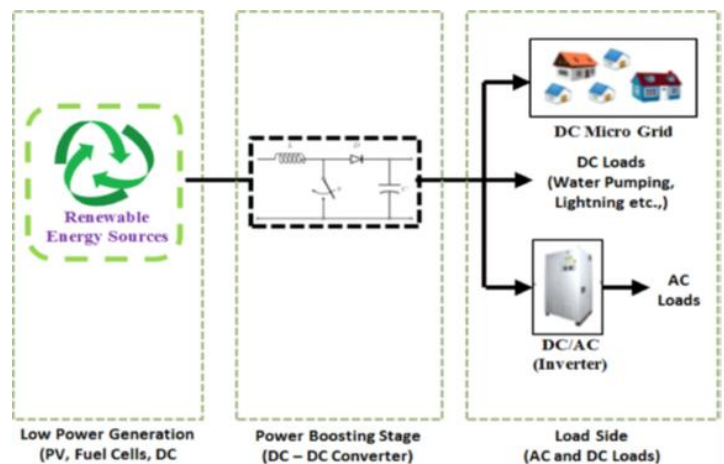 Renewable
Energy Sources
L
D
S
C
DC Micro Grid
DC Loads
(Water Pumping,
Lightning etc.,)
DC/AC
(Inverter)
AC
Loads
Low Power Generation
(PV, Fuel Cells, DC
Power Boosting Stage
(DC – DC Converter)
Load Side
(AC and DC Loads)